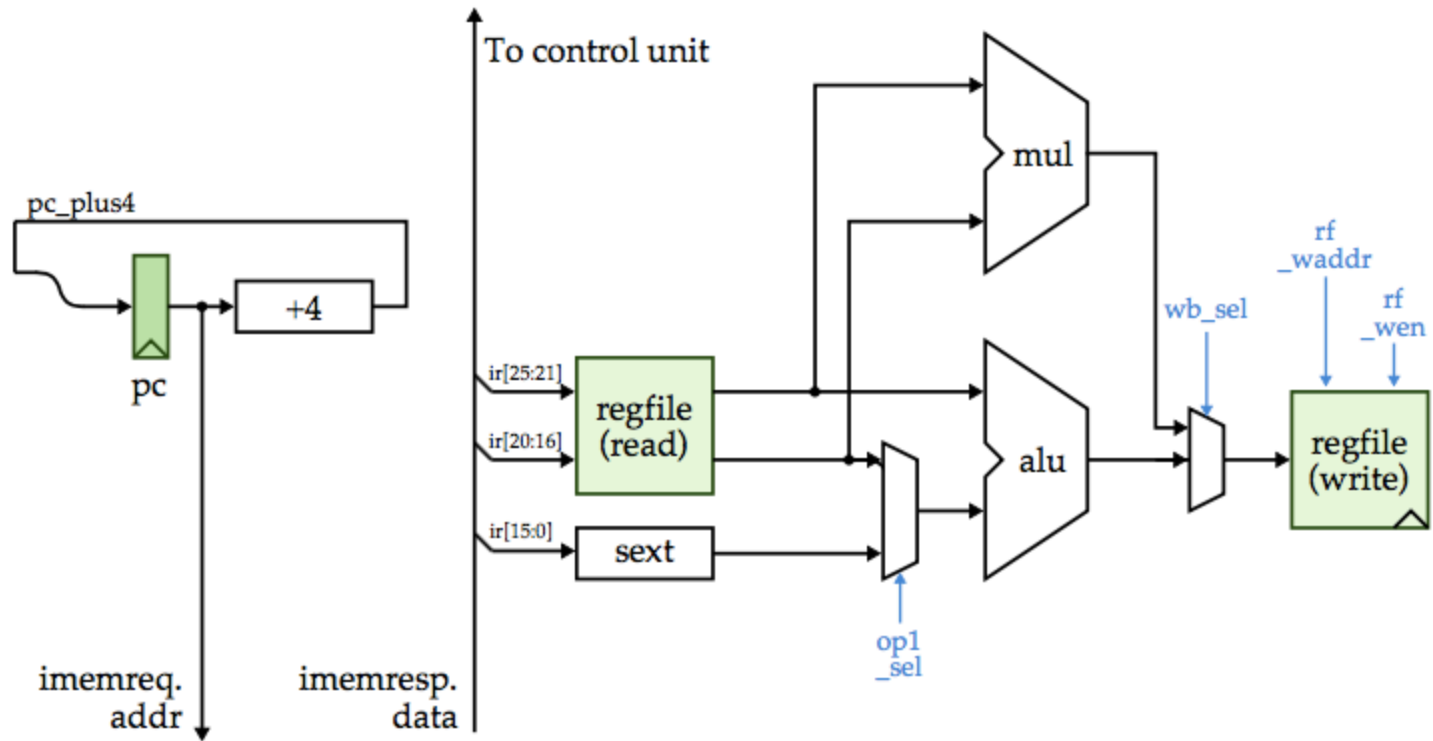 To control unit
mul
pc_plus4
+4
pc
rf
_waddr
rf
_wen
wb_sel
ir[25:21]
ir[20:16]
ir[15:0]
regfile
(read)
sext
alu
regfile
(write)
op1
_sel
imemreq.
addr
imemresp.
data